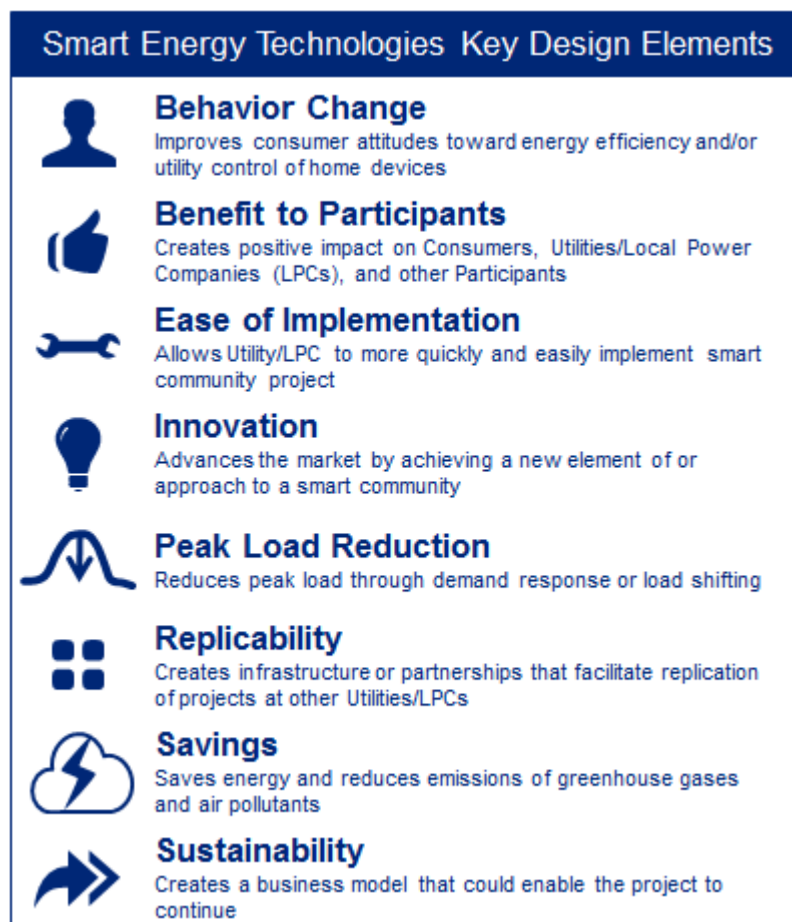 Smart Energy Technologies Key Design Elements
Behavior Change
Improves consumer attitudes toward energy efficiency and/or
utility control of home devices
Benefit to Participants
Creates positive impact on Consumers, Utilities/Local Power
Companies (LPCs), and other Participants
Ease of Implementation
Allows Utility/LPC to more quickly and easily implement smart
community project
Innovation
Advances the market by achieving a new element of or
approach to a smart community
Peak Load Reduction
Reduces peak load through demand response or load shifting
Replicability
Creates infrastructure or partnerships that facilitate replication
of projects at other Utilities/LPCs
Savings
Saves energy and reduces emissions of greenhouse gases
and air pollutants
Sustainability
Creates a business model that could enable the project to
continue